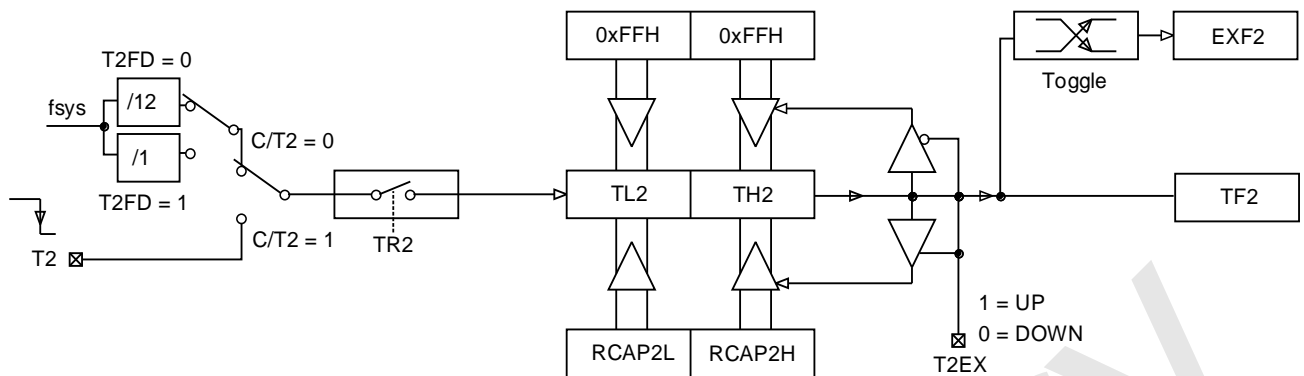 0xFFH 0xFFH
EXF2
Toggle
T2FD = 0
fsys
/12
C/T2 = 0
/1
T2FD = 1
TR2
TL2 TH2
TF2
C/T2 = 1
T2
1 = UP
0 = DOWN
T2EX
RCAP2L RCAP2H